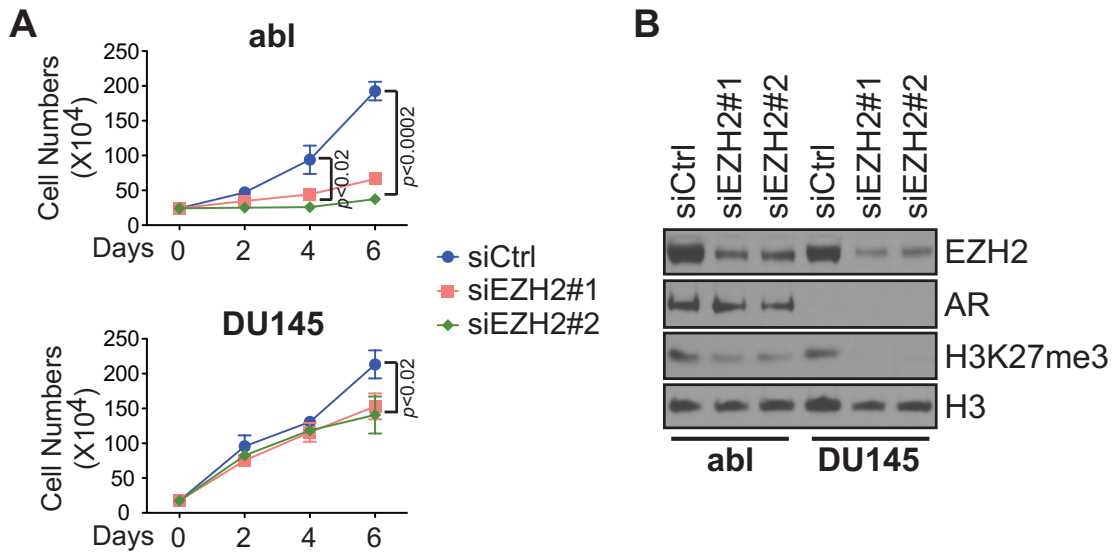 A
abl
250
200
150
100
50
0
Cell Numbers
(X10⁴)
p<0.02
p<0.0002
Days 0 2 4 6
siCtrl
siEZH2#1
siEZH2#2
DU145
250
200
150
100
50
0
Cell Numbers
(X10⁴)
p<0.02
Days 0 2 4 6
B
siCtrl siEZH2#1 siEZH2#2 siCtrl siEZH2#1 siEZH2#2
EZH2
AR
H3K27me3
H3
abl DU145